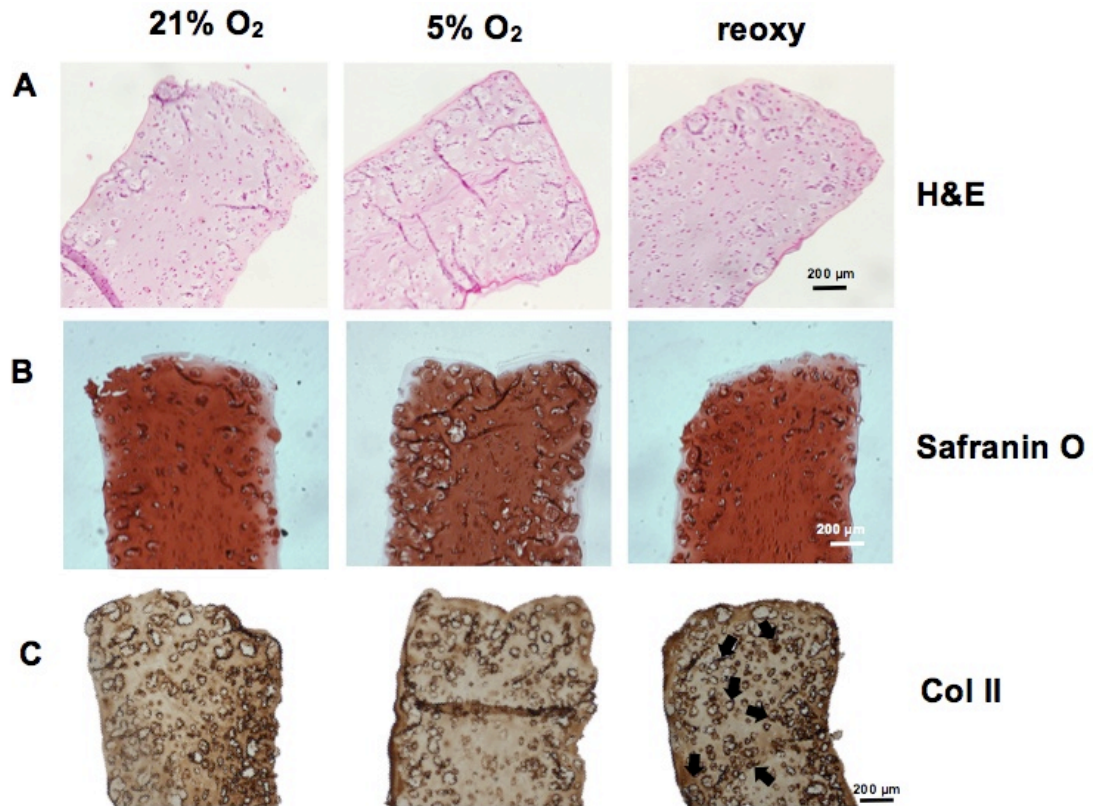 21% O₂ 5% O₂ reoxy
A
H&E
200 µm
B
Safranin O
200 µm
C
Col II
200 µm